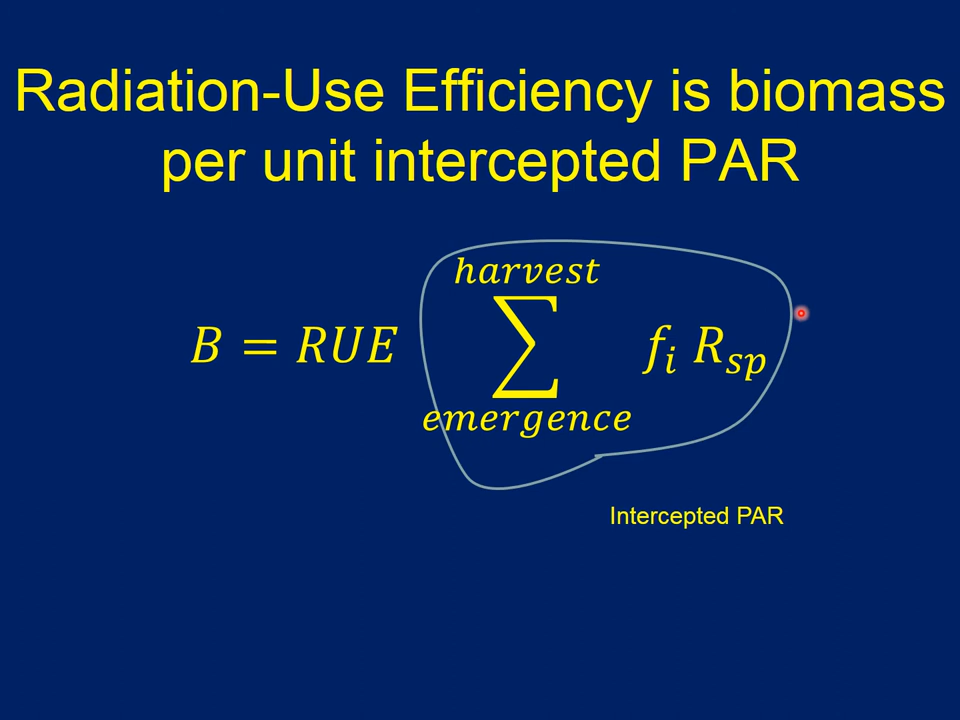 Radiation-Use Efficiency is biomass
per unit intercepted PAR
harvest
B = RUE ∑ f_i R_sp
emergence
Intercepted PAR